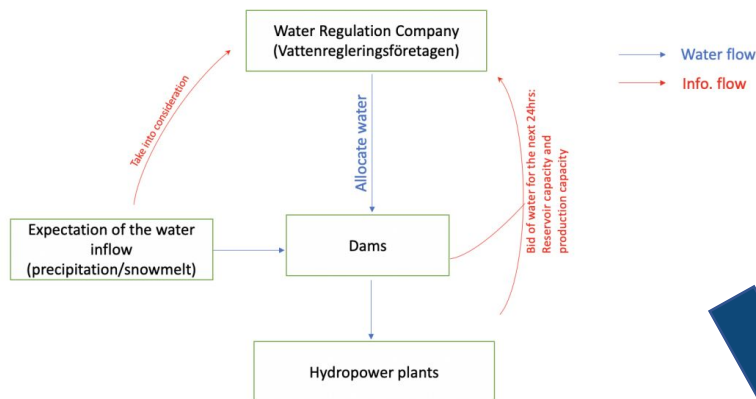 Water Regulation Company
(Vattenregleringsföretagen)
Water flow
Info. flow
Take into consideration
Allocate water
Bid of water for the next 24hrs:
Reservoir capacity and
production capacity
Expectation of the water
inflow
(precipitation/snowmelt)
Dams
Hydropower plants